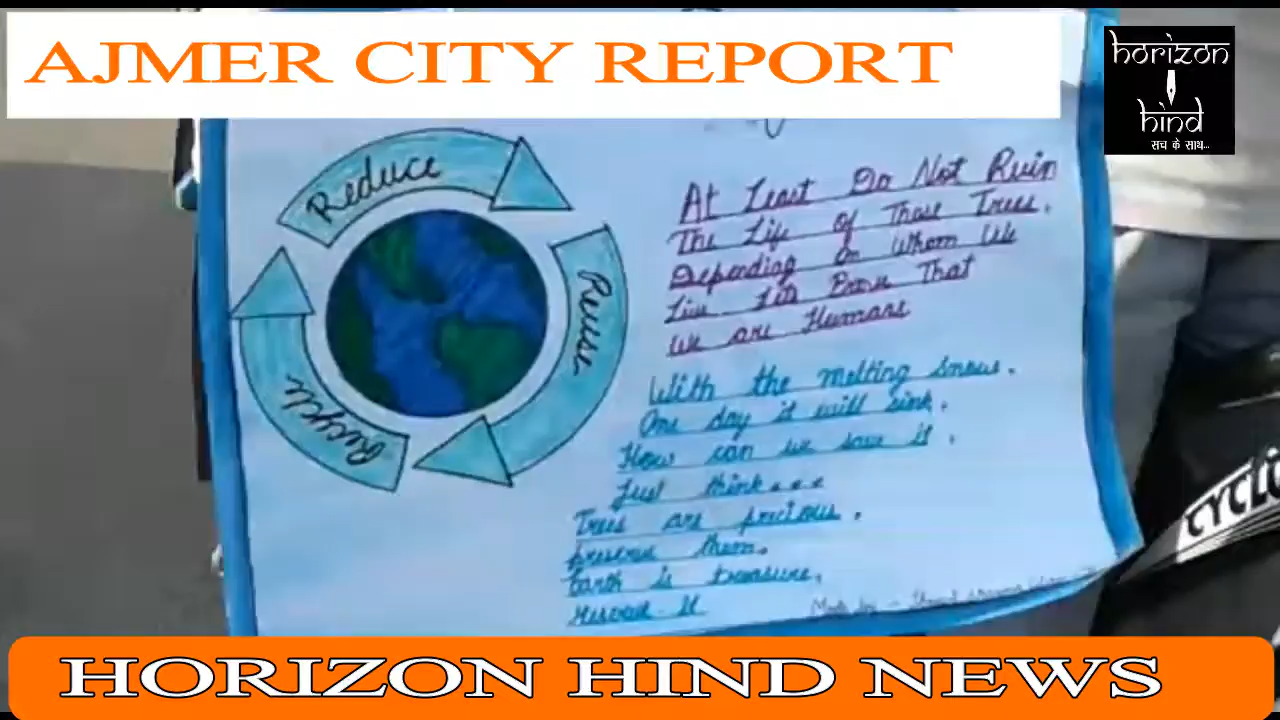 AJMER CITY REPORT
horizon
hind
सच के साथ...
Reduce
Reuse
Recycle
At Least Do Not Ruin
The Life of Those Trees.
Depending On Whom We
Live Lets Prove That
We are Humans
With the melting snow.
One day it will sink.
How can we save it.
Just think...
Trees are precious.
preserve them.
Earth is treasure.
It
Made by -
CYCLI
HORIZON HIND NEWS